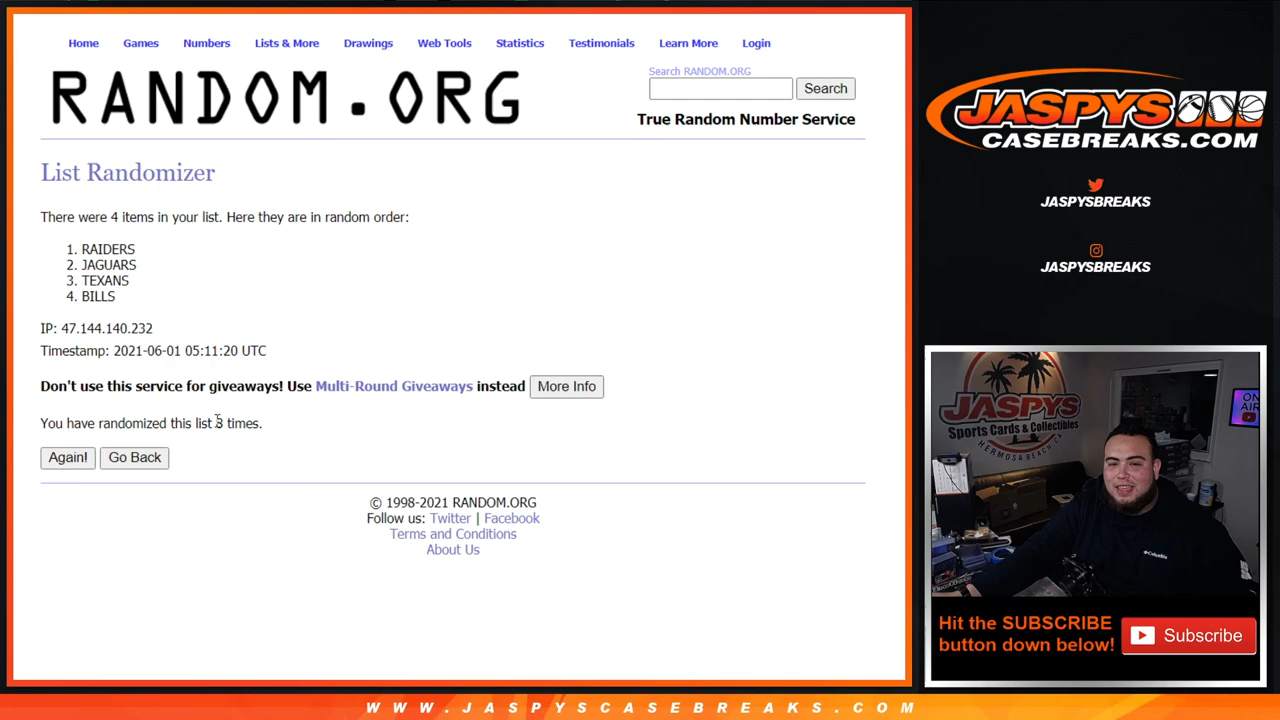 Home Games Numbers Lists & More Drawings Web Tools Statistics Testimonials Learn More Login
RANDOM.ORG
Search RANDOM.ORG
Search
True Random Number Service
List Randomizer
There were 4 items in your list. Here they are in random order:
1. RAIDERS
2. JAGUARS
3. TEXANS
4. BILLS
IP: 47.144.140.232
Timestamp: 2021-06-01 05:11:20 UTC
Don't use this service for giveaways! Use Multi-Round Giveaways instead More Info
You have randomized this list 3 times.
Again! Go Back
© 1998-2021 RANDOM.ORG
Follow us: Twitter | Facebook
Terms and Conditions
About Us
JASPYS
CASEBREAKS.COM
JASPYSBREAKS
JASPYSBREAKS
JASPYS
Sports Cards & Collectibles
HERMOSA BEACH, CA
ON
AIR
Columbia
Hit the SUBSCRIBE
button down below!
Subscribe
WWW.JASPYSCASEBREAKS.COM